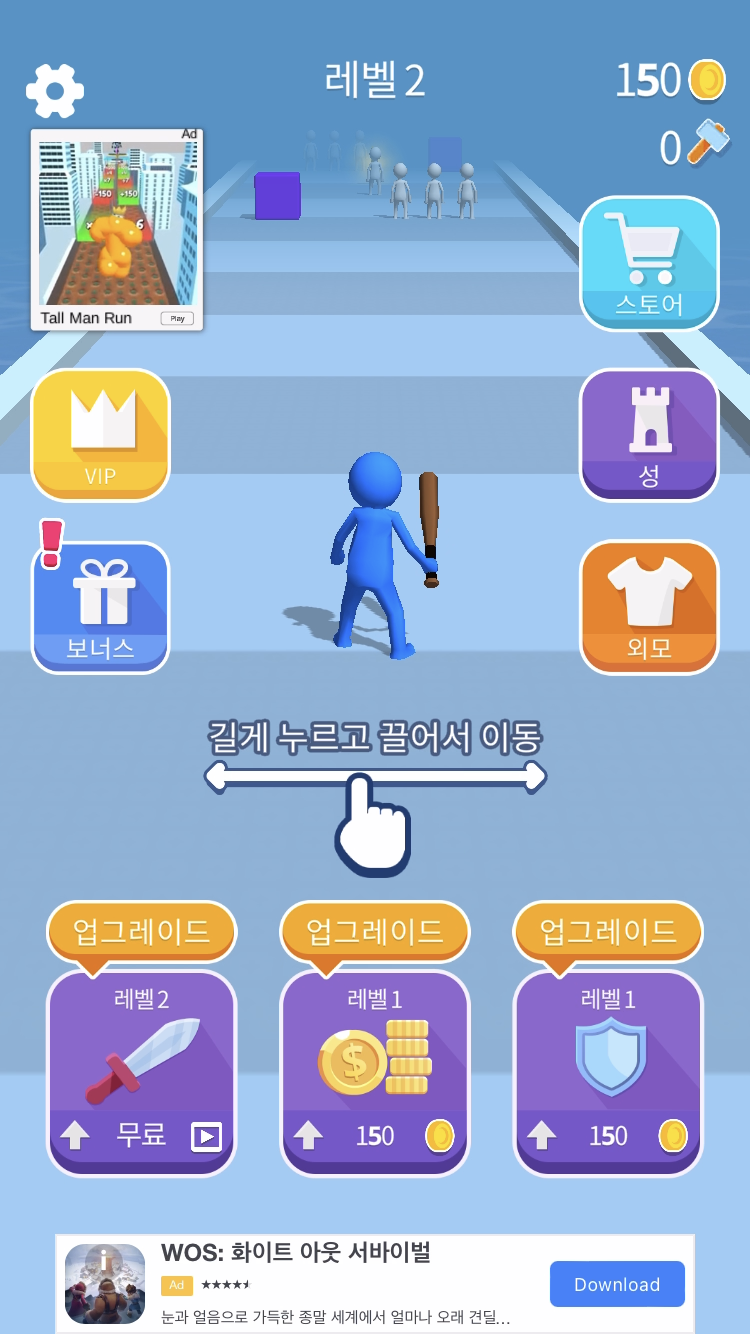 레벨 2
150
0
Ad
-150
+150
6
Tall Man Run
Play
스토어
VIP
성
보너스
외모
길게 누르고 끌어서 이동
업그레이드
업그레이드
업그레이드
레벨 2
레벨 1
레벨 1
$
무료
150
150
WOS: 화이트 아웃 서바이벌
Ad
눈과 얼음으로 가득한 종말 세계에서 얼마나 오래 견딜...
Download